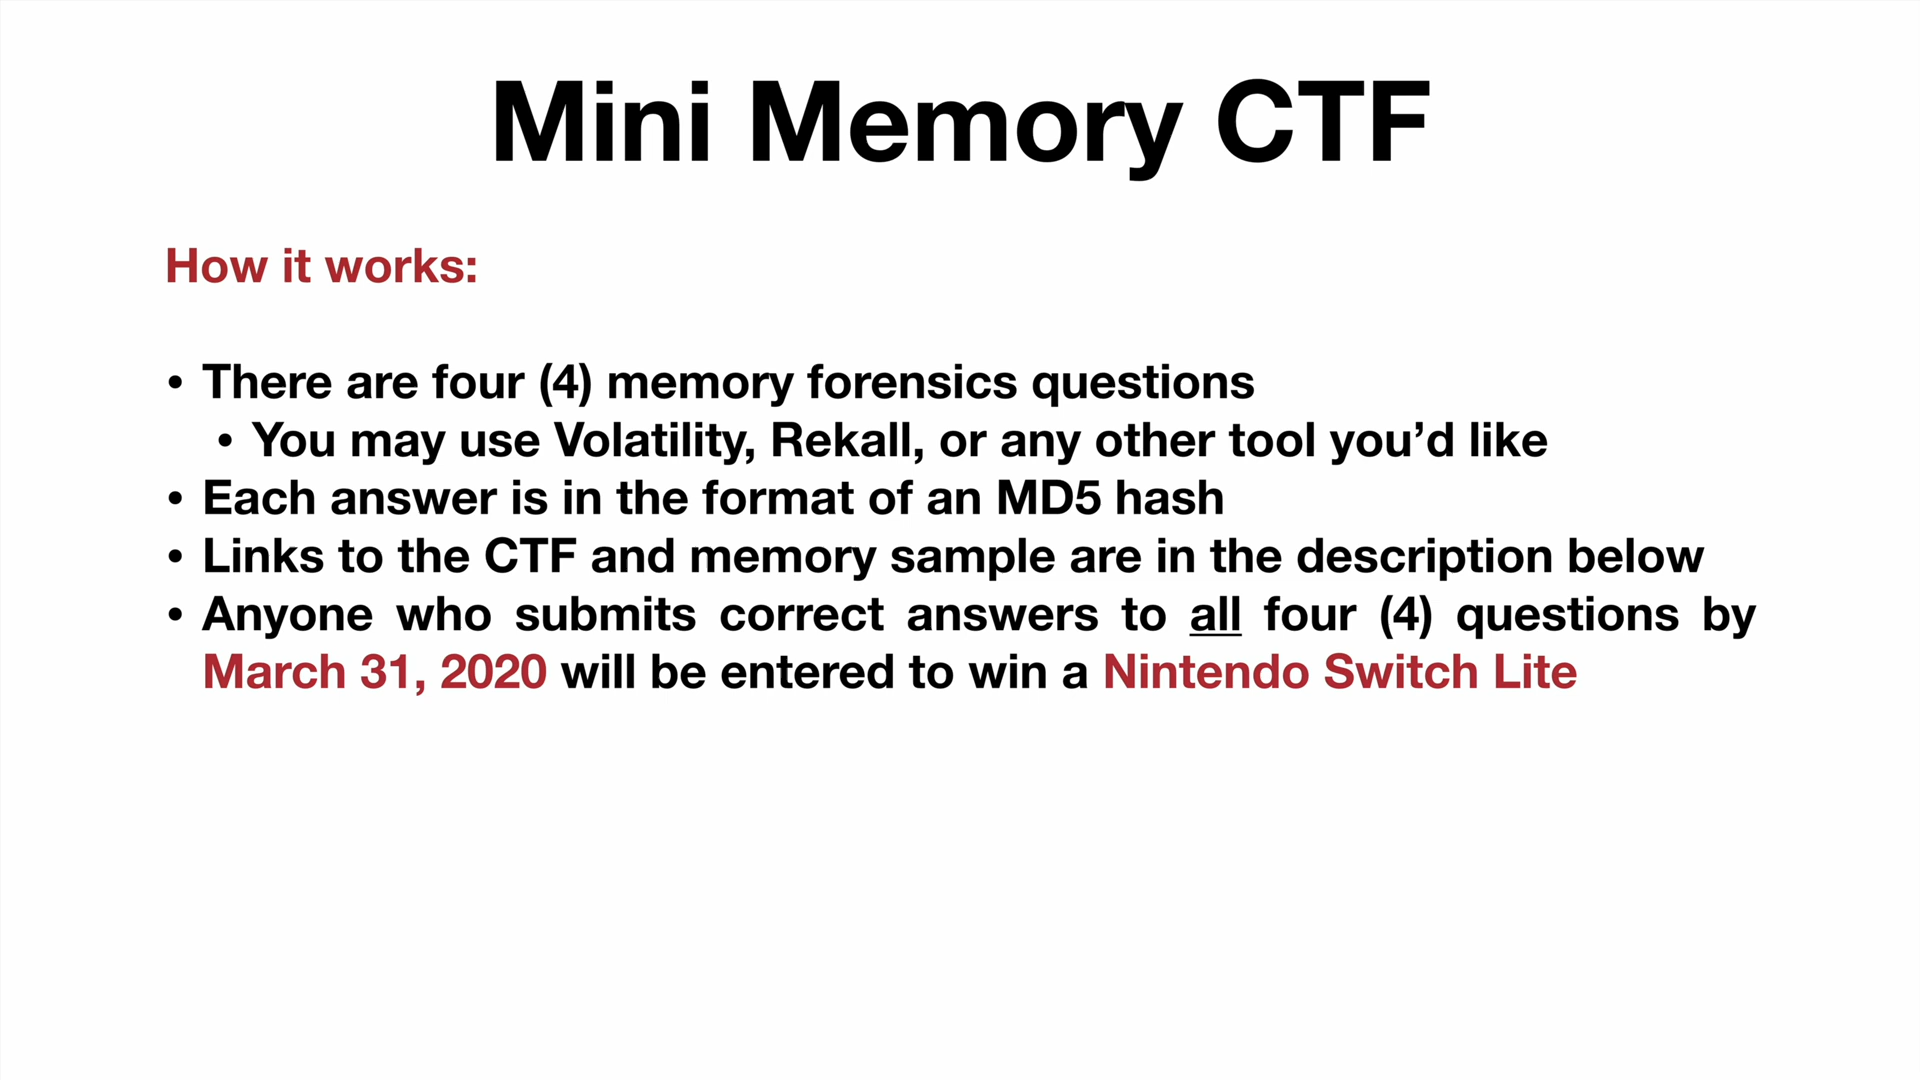 Mini Memory CTF
How it works:
• There are four (4) memory forensics questions
• You may use Volatility, Rekall, or any other tool you’d like
• Each answer is in the format of an MD5 hash
• Links to the CTF and memory sample are in the description below
• Anyone who submits correct answers to all four (4) questions by
March 31, 2020 will be entered to win a Nintendo Switch Lite